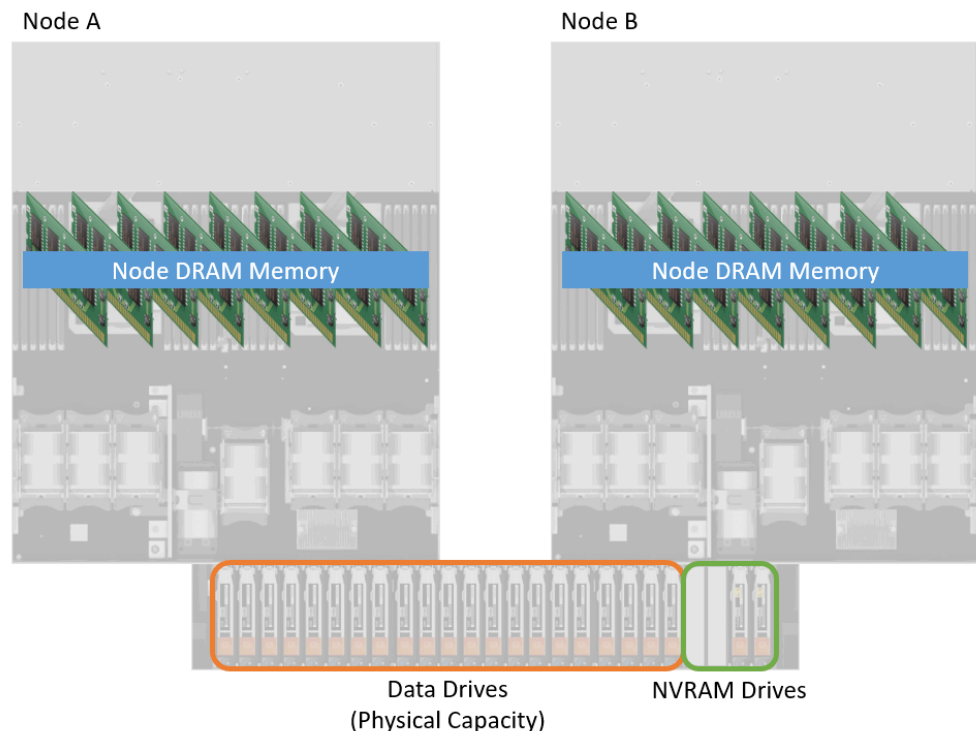 Node A
Node B
Node DRAM Memory
Node DRAM Memory
Data Drives
(Physical Capacity)
NVRAM Drives